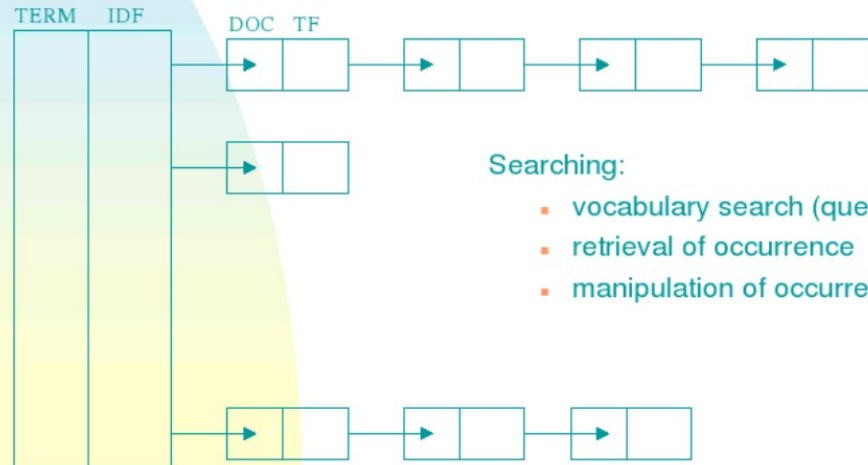 TERM IDF
DOC TF
Searching:
vocabulary search
retrieval of occurrence
manipulation of